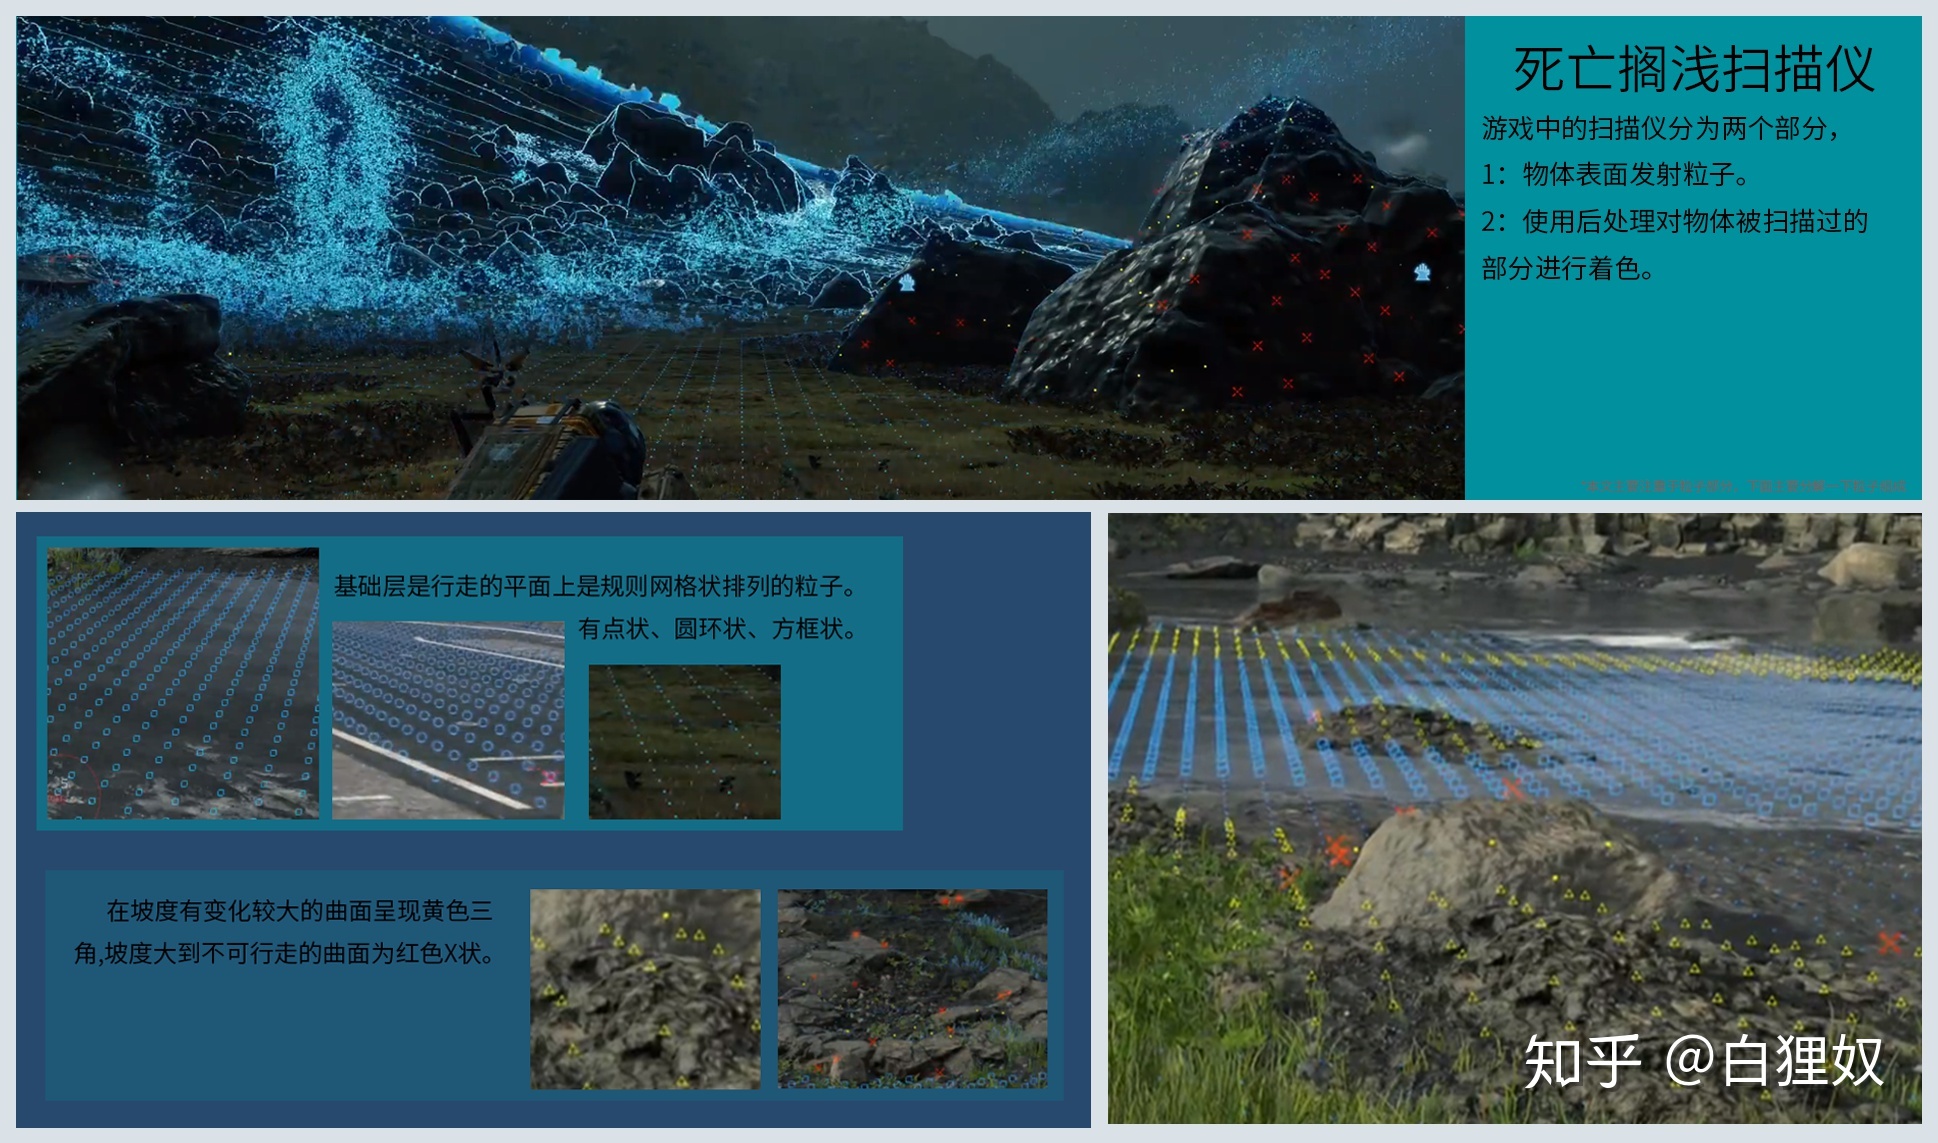 死亡搁浅扫描仪
游戏中的扫描仪分为两个部分，
1：物体表面发射粒子。
2：使用后处理对物体被扫描过的
部分进行着色。
基础层是行走的平面上是规则网格状排列的粒子。
有点状、圆环状、方框状。
在坡度有变化较大的曲面呈现黄色三
角,坡度大到不可行走的曲面为红色X状。
知乎 @白狸奴